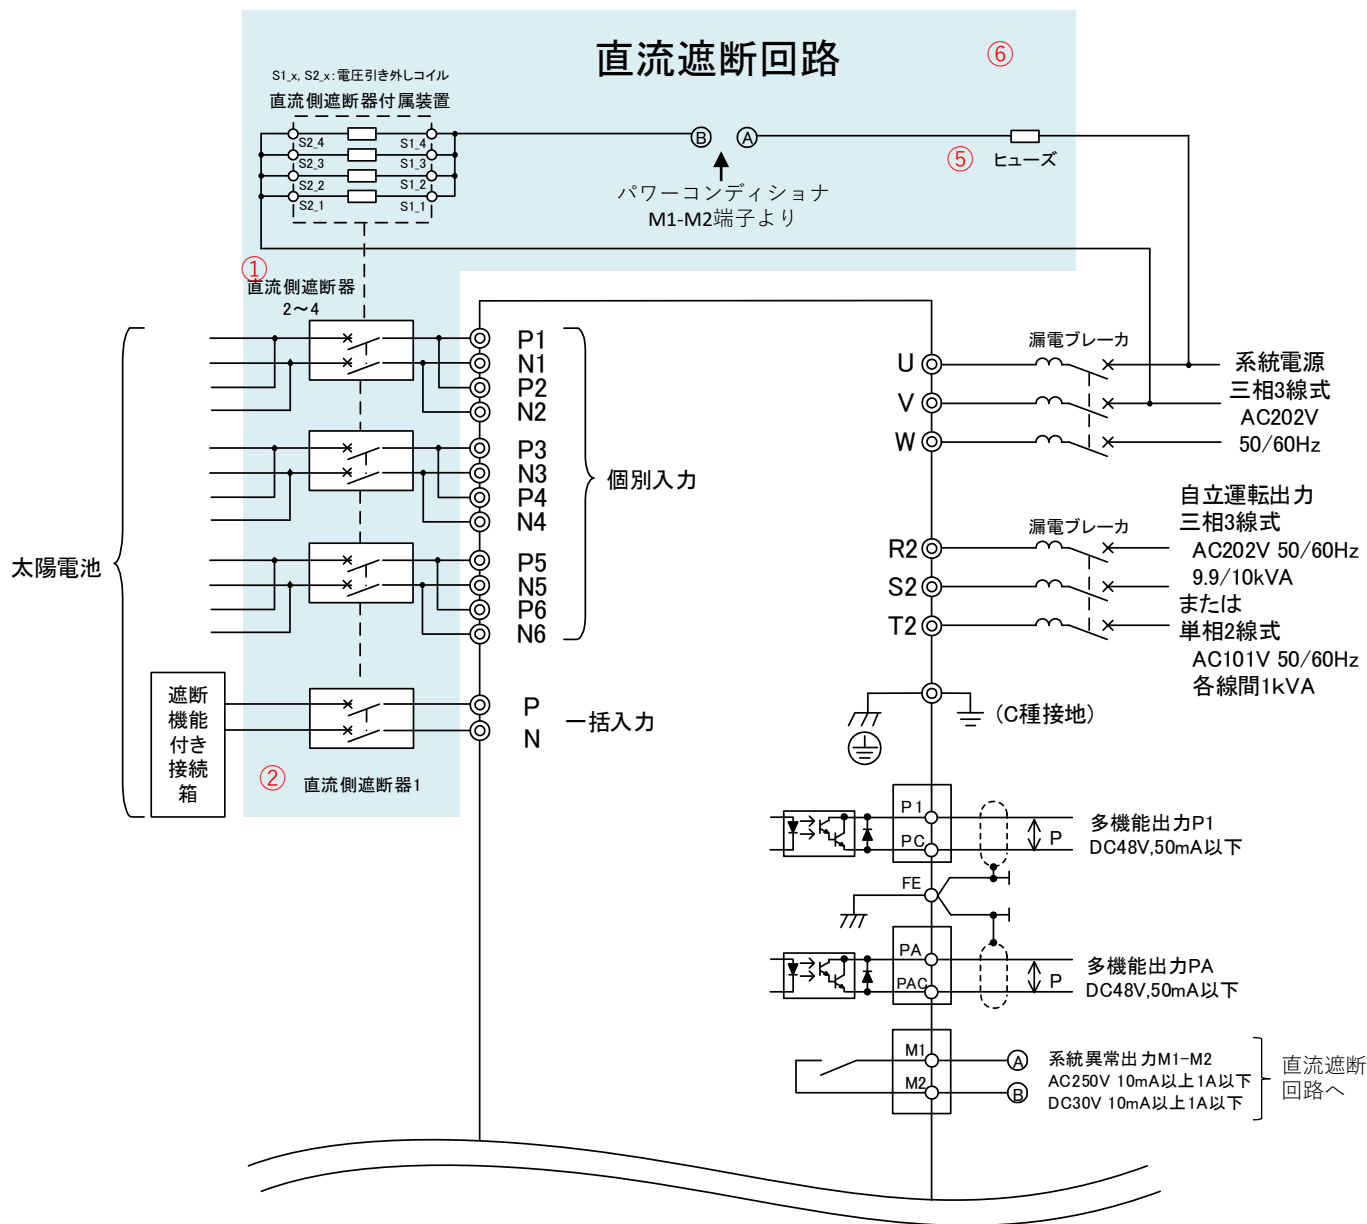 直流遮断回路
⑥
S1_x, S2_x:電圧引き外しコイル
直流側遮断器付属装置
S2_4
S1_4
S2_3
S1_3
S2_2
S1_2
S2_1
S1_1
B
A
⑤
ヒューズ
パワーコンディショナ
M1-M2端子より
①
直流側遮断器
2～4
太陽電池
P1
N1
P2
N2
P3
N3
P4
N4
P5
N5
P6
N6
個別入力
遮断
機能
付き
接続
箱
P
N
一括入力
②
直流側遮断器1
漏電ブレーカ
U
V
W
系統電源
三相3線式
AC202V
50/60Hz
漏電ブレーカ
R2
S2
T2
自立運転出力
三相3線式
AC202V 50/60Hz
9.9/10kVA
または
単相2線式
AC101V 50/60Hz
各線間1kVA
(C種接地)
P1
PC
P
多機能出力P1
DC48V,50mA以下
FE
PA
PAC
P
多機能出力PA
DC48V,50mA以下
M1
M2
A
B
系統異常出力M1-M2
AC250V 10mA以上1A以下
DC30V 10mA以上1A以下
直流遮断
回路へ